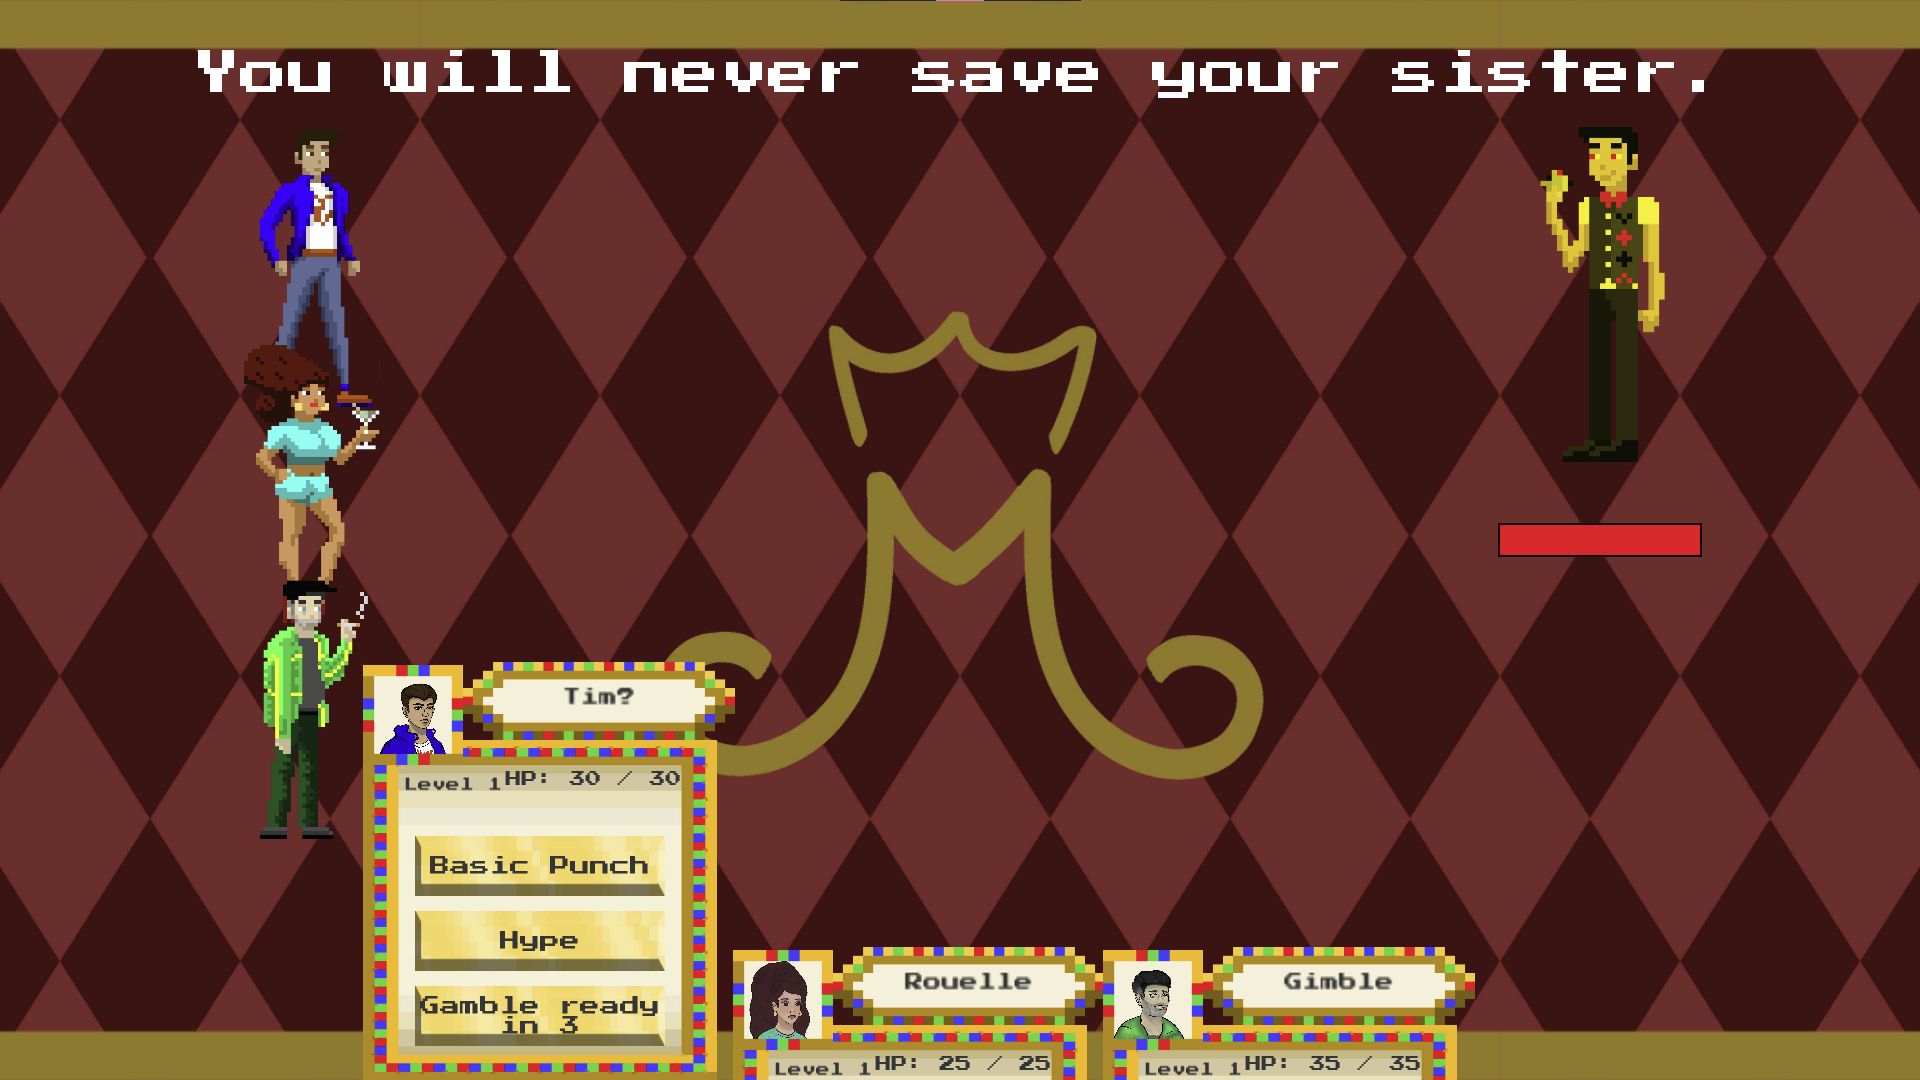 You will never save your sister.
Tim?
Level 1 HP: 30 / 30
Basic Punch
Hype
Gamble ready
in 3
Rouelle
Level 1 HP: 25 / 25
Gimble
Level 1 HP: 35 / 35